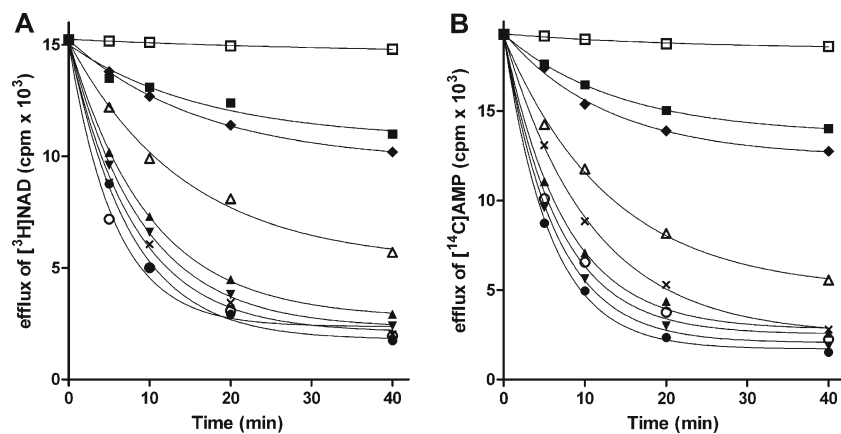 A
efflux of [³H]NAD (cpm x 10³)
15
10
5
0
0 10 20 30 40
Time (min)
B
efflux of [¹⁴C]AMP (cpm x 10³)
15
10
5
0
0 10 20 30 40
Time (min)